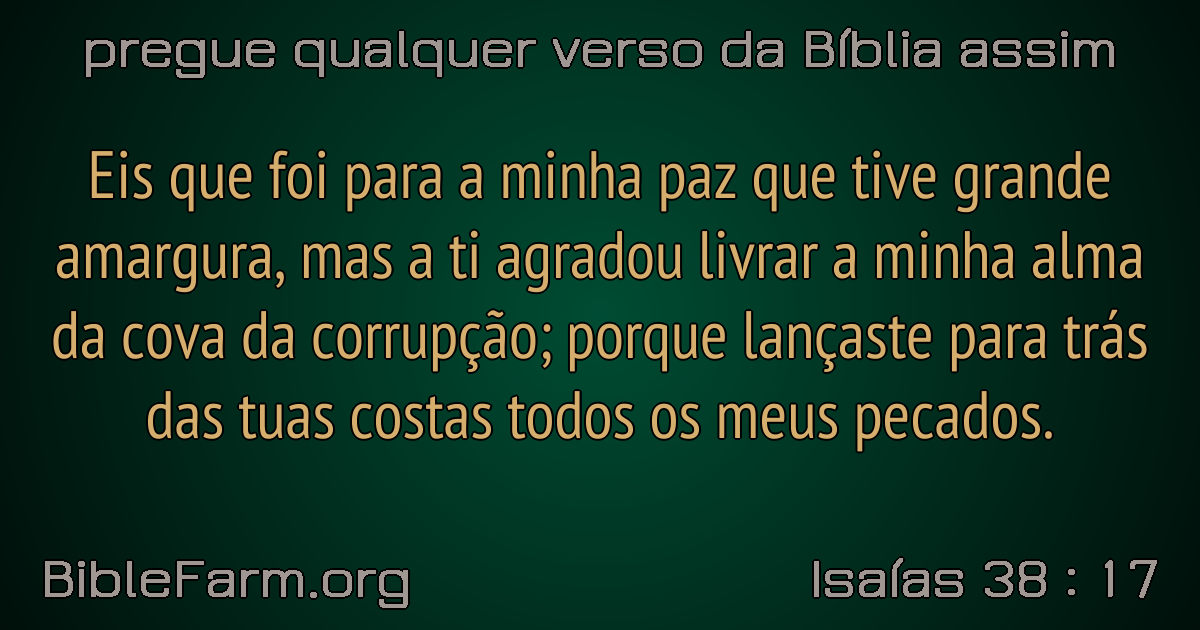 pregue qualquer verso da Bíblia assim
Eis que foi para a minha paz que tive grande
amargura, mas a ti agradou livrar a minha alma
da cova da corrupção; porque lançaste para trás
das tuas costas todos os meus pecados.
BibleFarm.org
Isaías 38 : 17